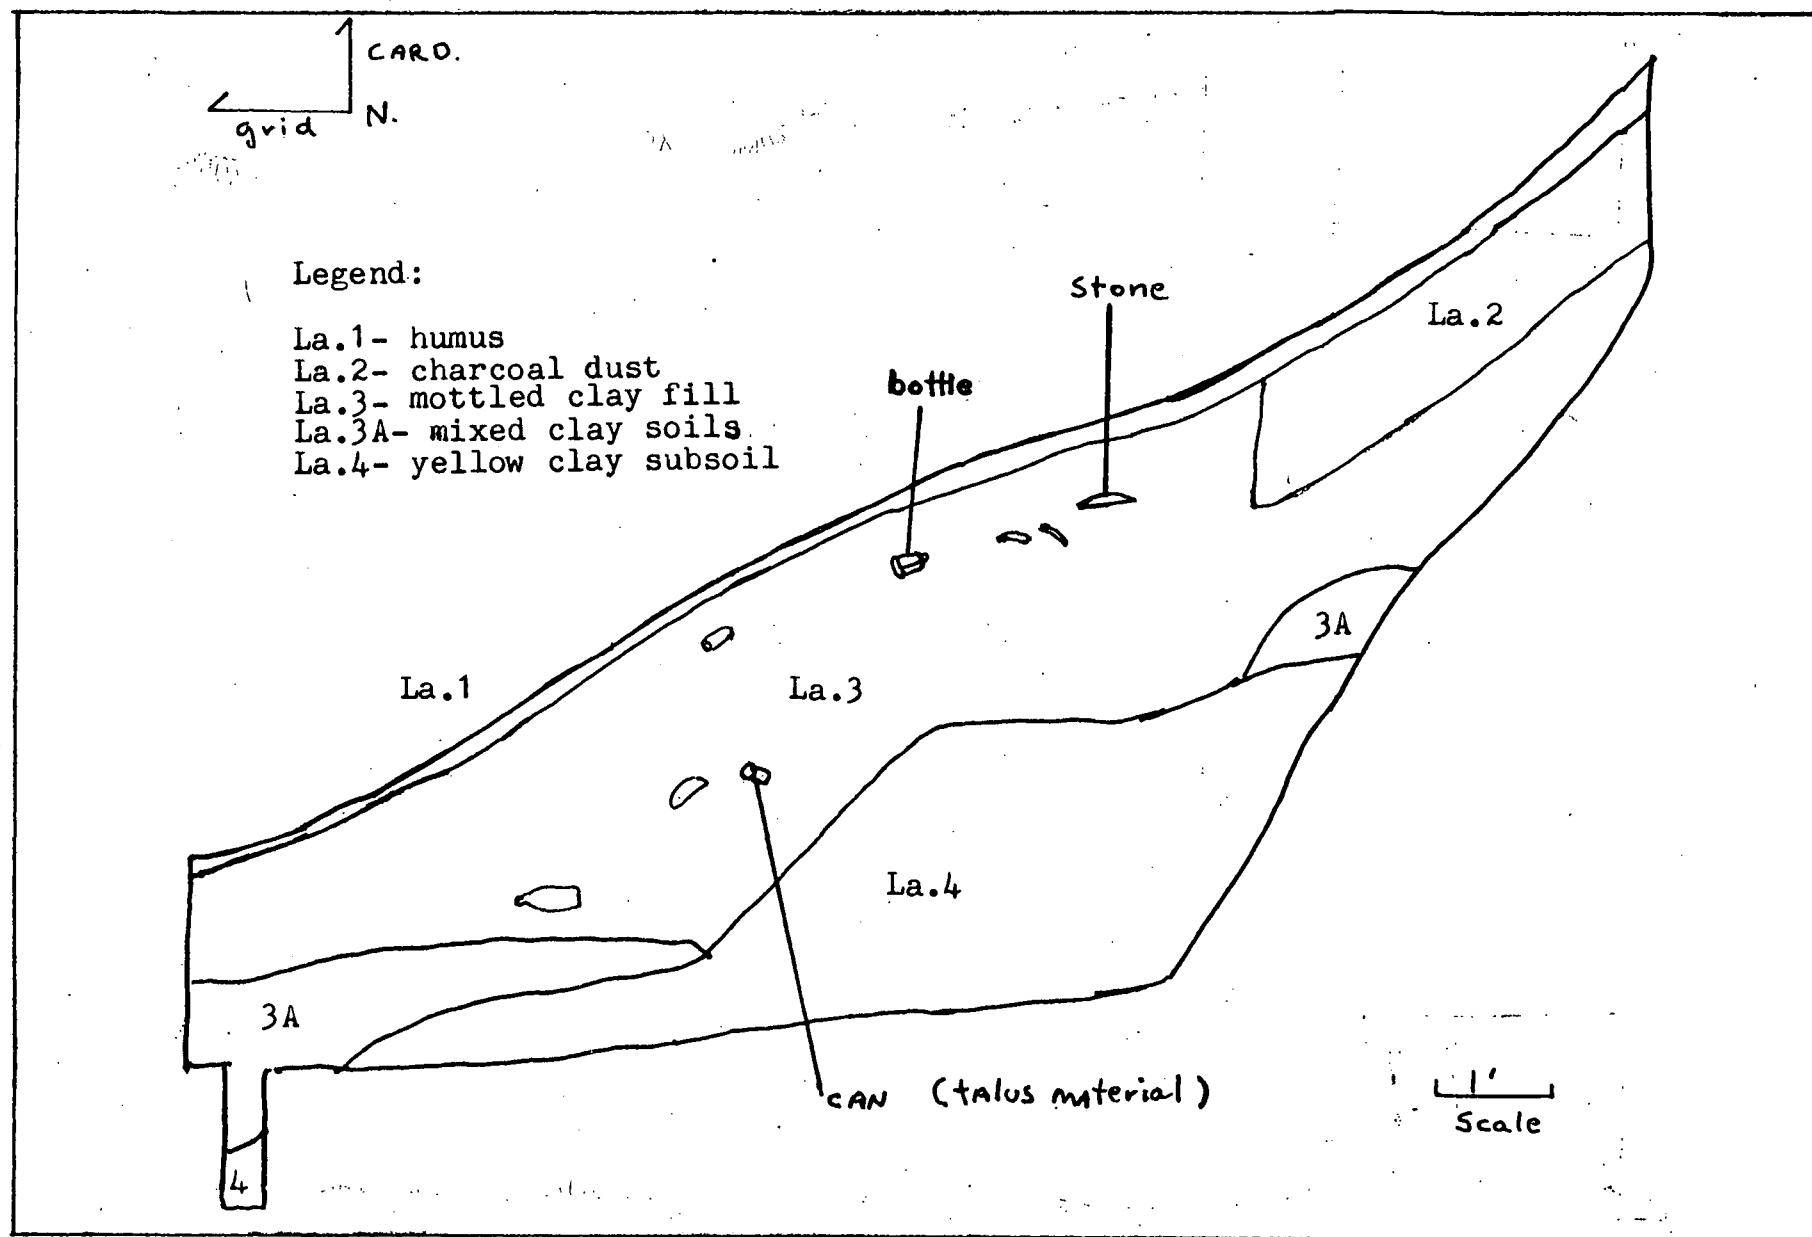 CARD.
grid N.
Legend:
La.1- humus
La.2- charcoal dust
La.3- mottled clay fill
La.3A- mixed clay soils
La.4- yellow clay subsoil
Stone
La.2
bottle
3A
La.1
La.3
La.4
3A
CAN (tAlus mAterial)
1'
Scale
4